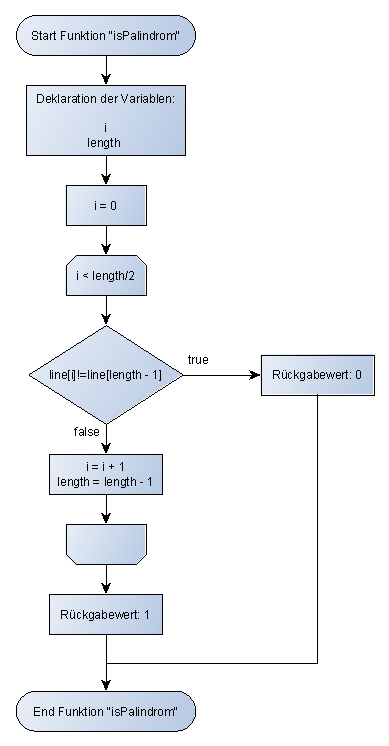 Start Funktion "isPalindrom"
Deklaration der Variablen:
i
length
i = 0
i < length/2
line[i]!=line[length - 1]
true
Rückgabewert: 0
false
i = i + 1
length = length - 1
Rückgabewert: 1
End Funktion "isPalindrom"